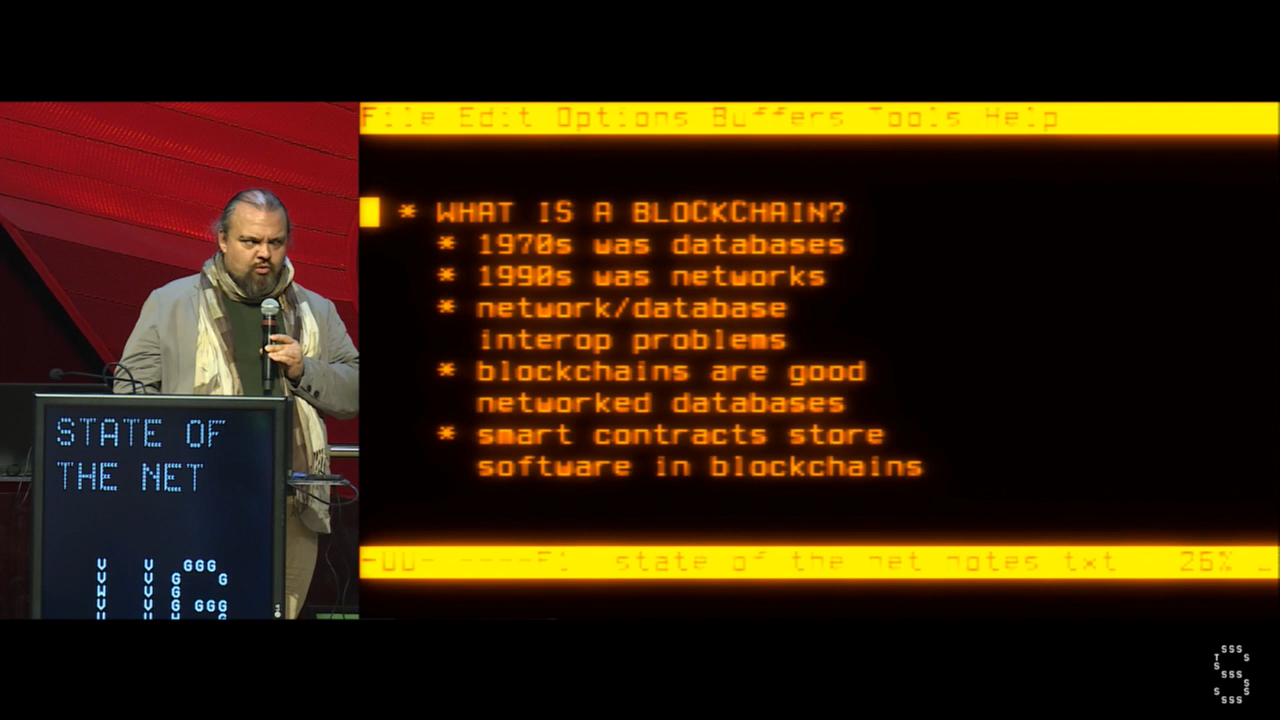 File Edit Options Buffers Tools Help
* WHAT IS A BLOCKCHAIN?
* 1970s was databases
* 1990s was networks
* network/database
interop problems
* blockchains are good
networked databases
* smart contracts store
software in blockchains
-UU- ----F1 state of the net notes txt 26% _
STATE OF
THE NET